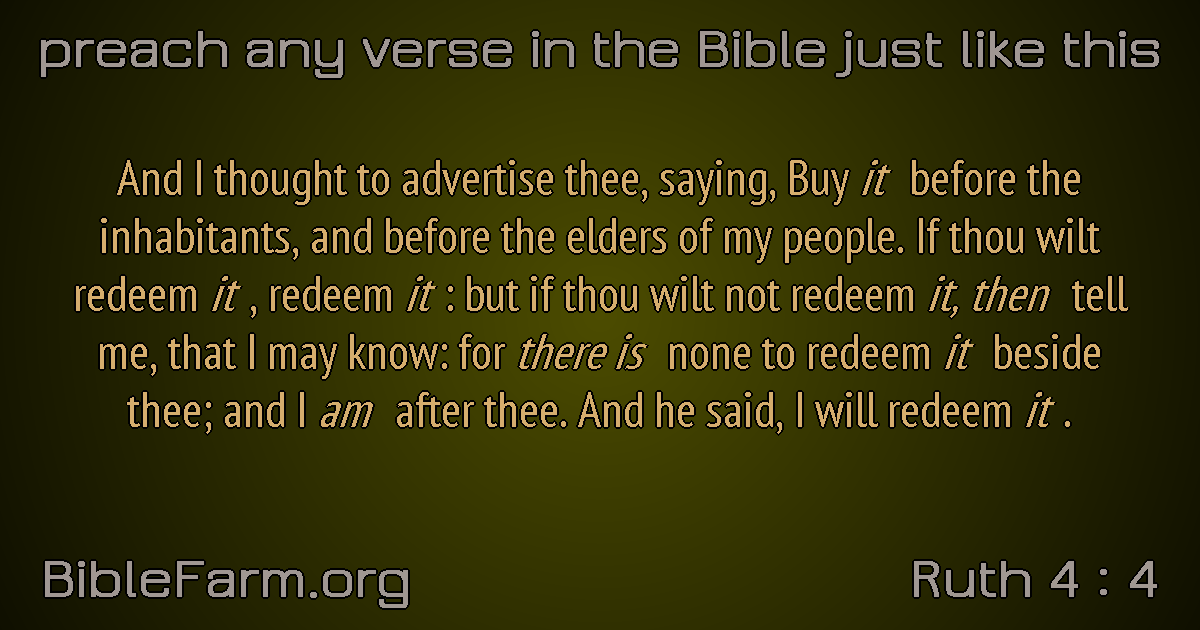 preach any verse in the Bible just like this
And I thought to advertise thee, saying, Buy it before the
inhabitants, and before the elders of my people. If thou wilt
redeem it , redeem it : but if thou wilt not redeem it, then tell
me, that I may know: for there is none to redeem it beside
thee; and I am after thee. And he said, I will redeem it .
BibleFarm.org
Ruth 4 : 4